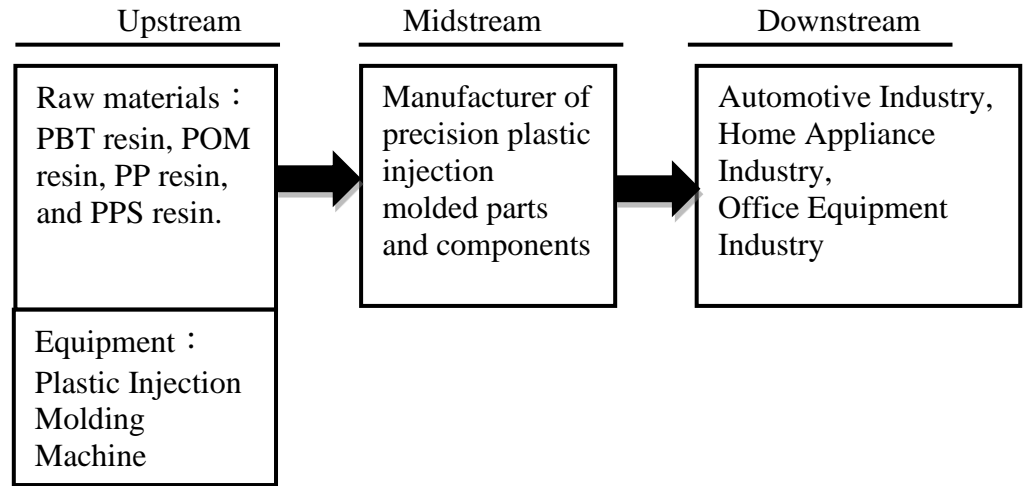 Upstream
Midstream
Downstream
Raw materials：
PBT resin, POM
resin, PP resin,
and PPS resin.
Equipment：
Plastic Injection
Molding
Machine
Manufacturer of
precision plastic
injection
molded parts
and components
Automotive Industry,
Home Appliance
Industry,
Office Equipment
Industry